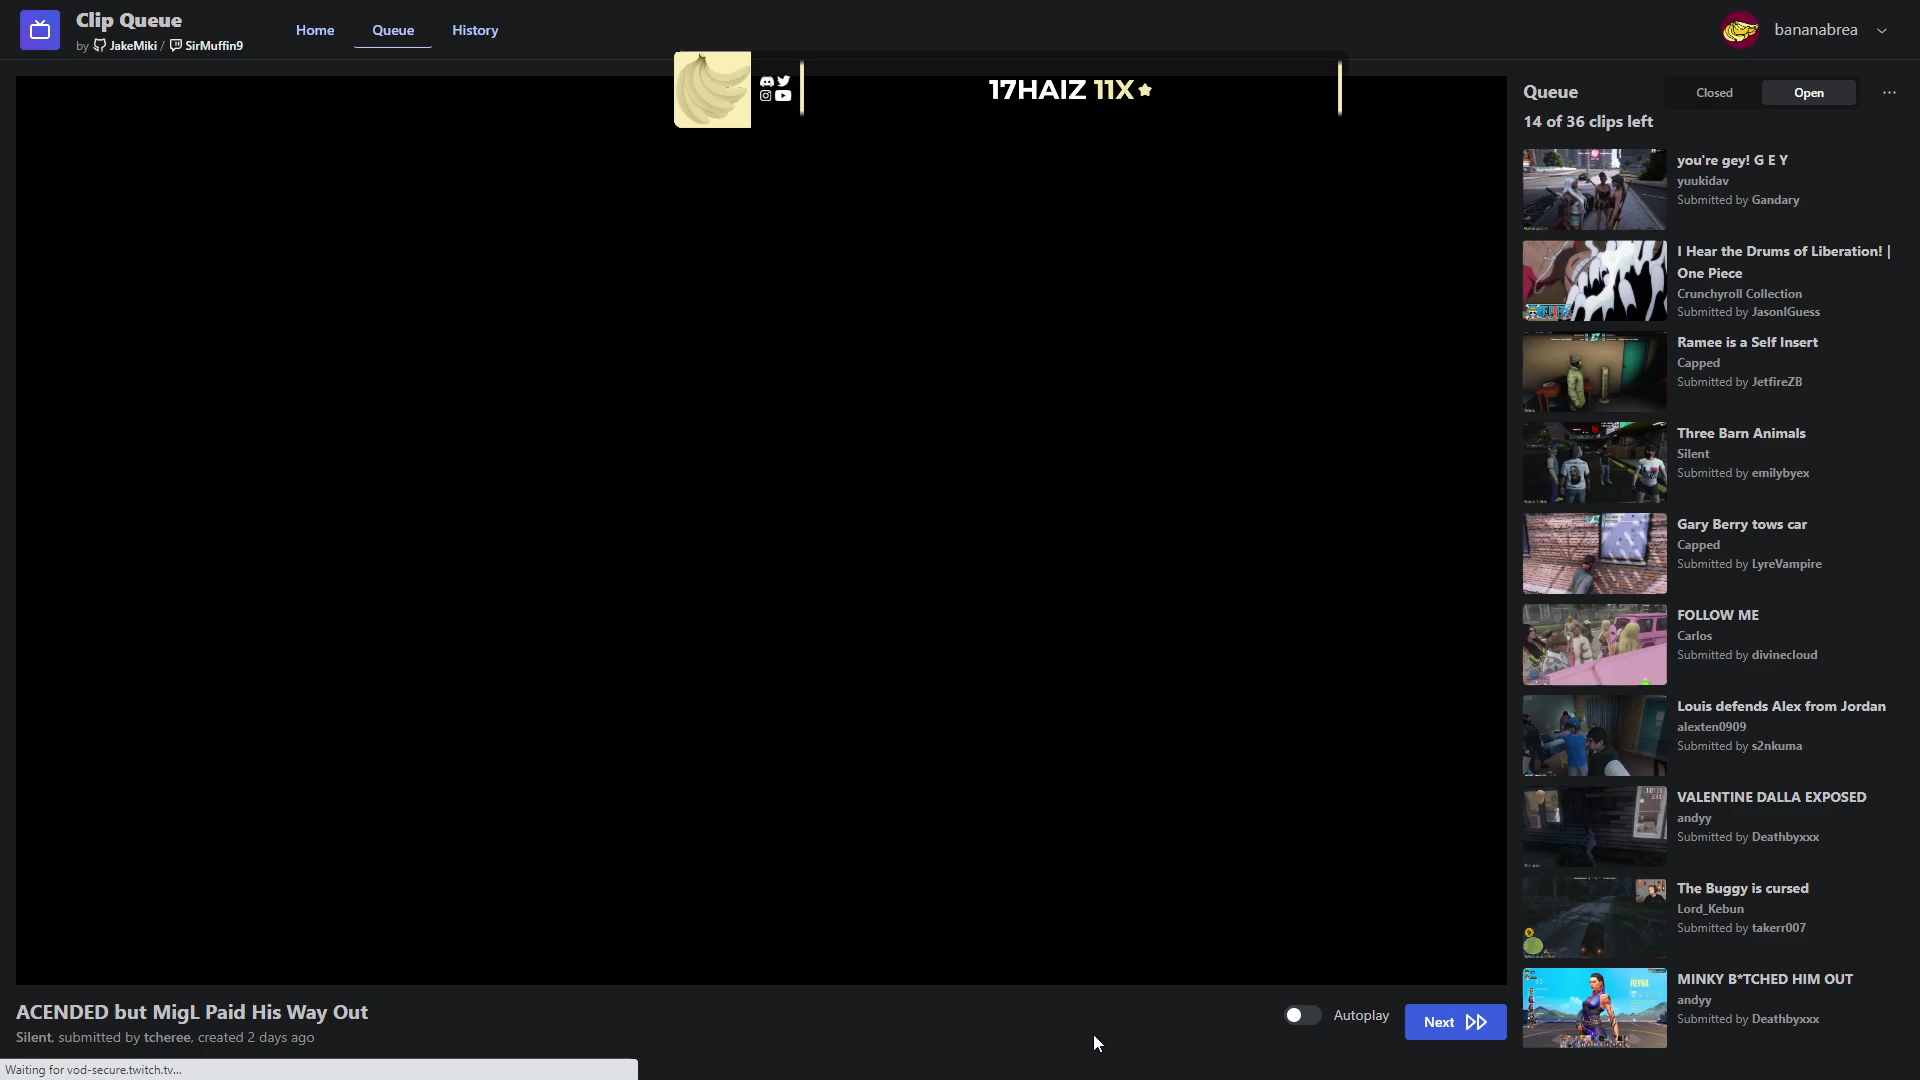 Clip Queue
by JakeMiki / SirMuffin9
Home
Queue
History
bananabrea
17HAIZ 11X
Queue
Closed
Open
14 of 36 clips left
you're gey! G E Y
yuukidav
Submitted by Gandary
I Hear the Drums of Liberation! |
One Piece
Crunchyroll Collection
Submitted by JasonIGuess
Ramee is a Self Insert
Capped
Submitted by JetfireZB
Three Barn Animals
Silent
Submitted by emilybyex
Gary Berry tows car
Capped
Submitted by LyreVampire
FOLLOW ME
Carlos
Submitted by divinecloud
Louis defends Alex from Jordan
alexten0909
Submitted by s2nkuma
VALENTINE DALLA EXPOSED
andyy
Submitted by Deathbyxxx
The Buggy is cursed
Lord_Kebun
Submitted by takerr007
REYNA
MINKY B*TCHED HIM OUT
andyy
Submitted by Deathbyxxx
ACENDED but MigL Paid His Way Out
Silent, submitted by tcheree, created 2 days ago
Autoplay
Next
Waiting for vod-secure.twitch.tv...